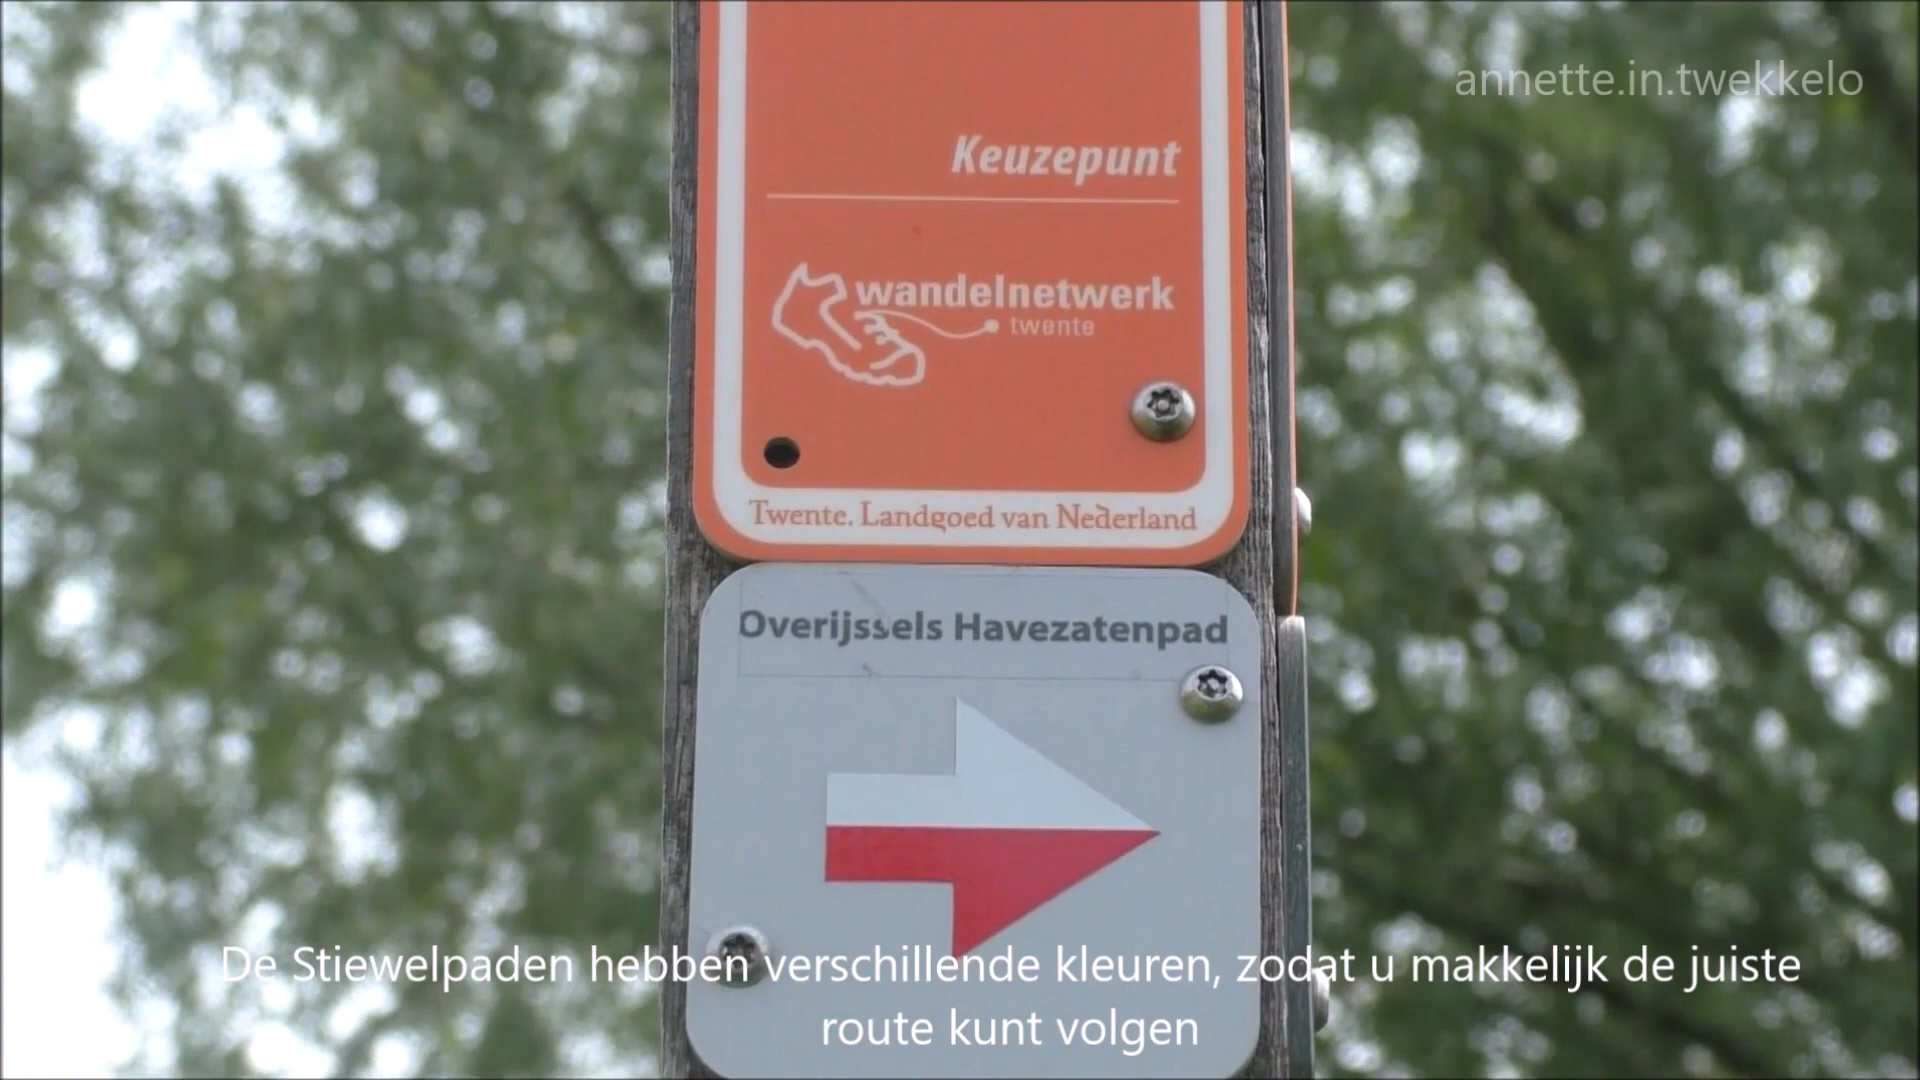 annette.in.twekkelo
Keuzepunt
wandelnetwerk
twente
Twente. Landgoed van Nederland
Overijssels Havezatenpad
De Stiewelpaden hebben verschillende kleuren, zodat u makkelijk de juiste
route kunt volgen